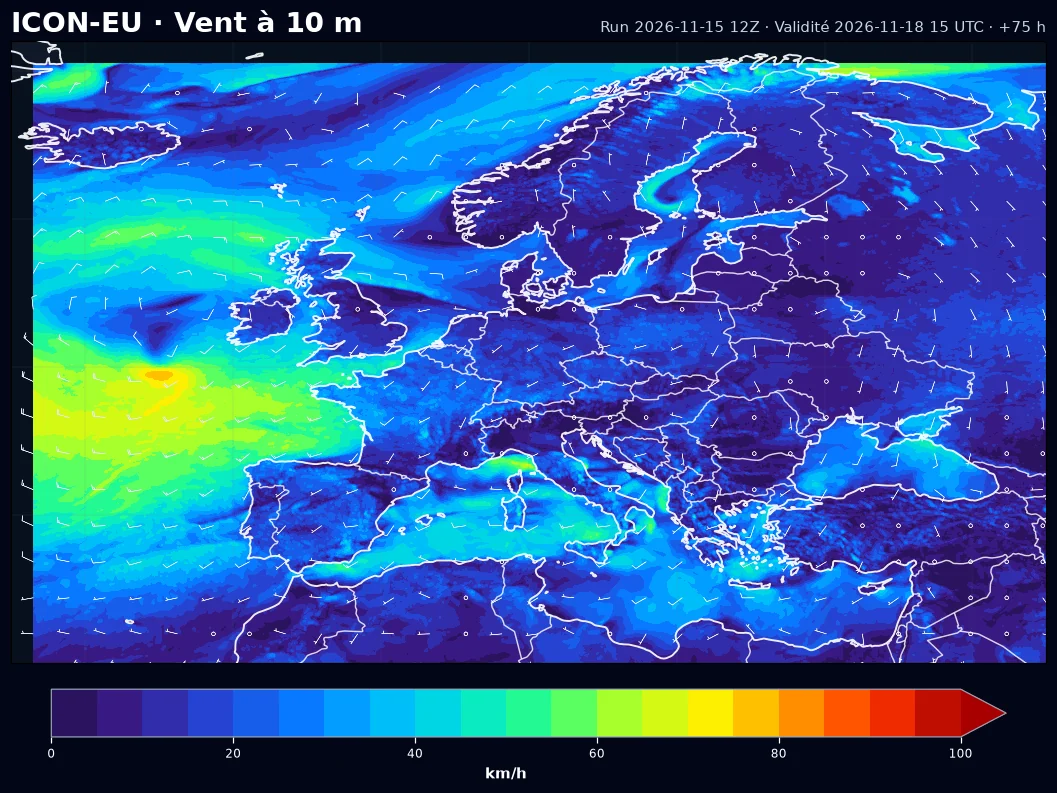 ICON-EU · Vent à 10 m
Run 2026-11-15 12Z · Validité 2026-11-18 15 UTC · +75 h
0 20 40 60 80 100
km/h